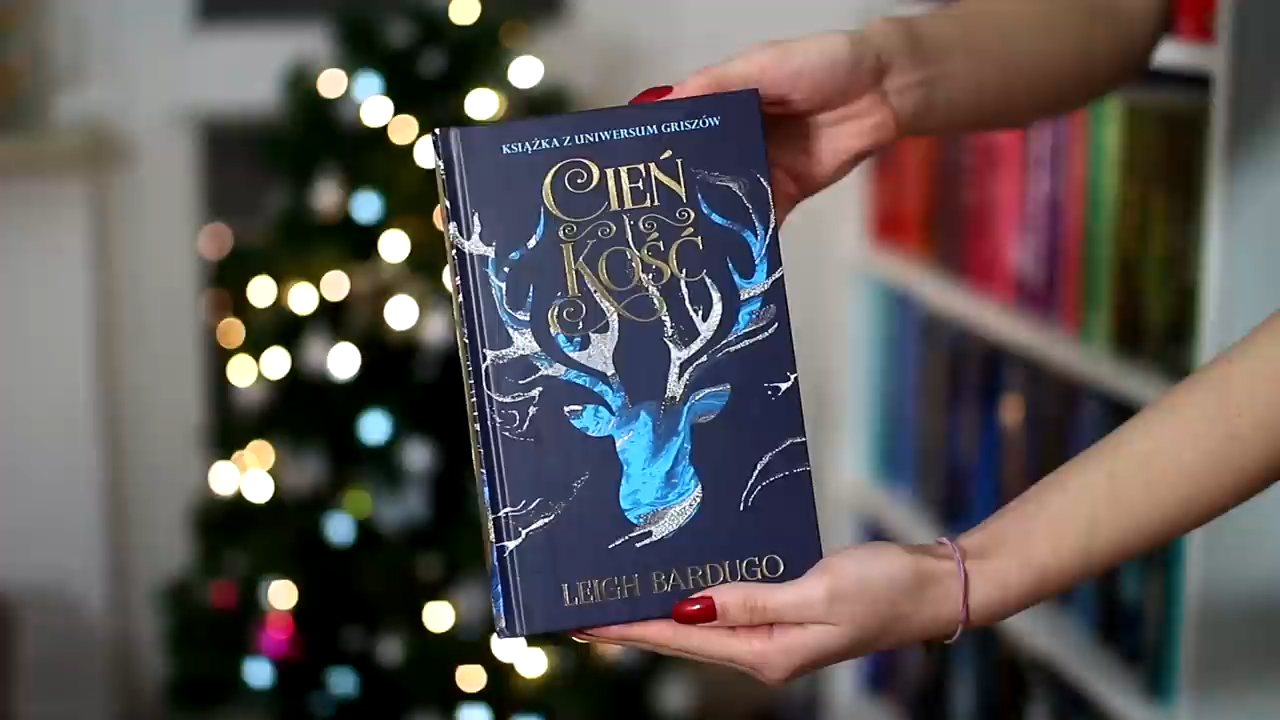 KSIĄŻKA Z UNIWERSUM GRISZÓW
CIEŃ
i
KOŚĆ
LEIGH BARDUGO